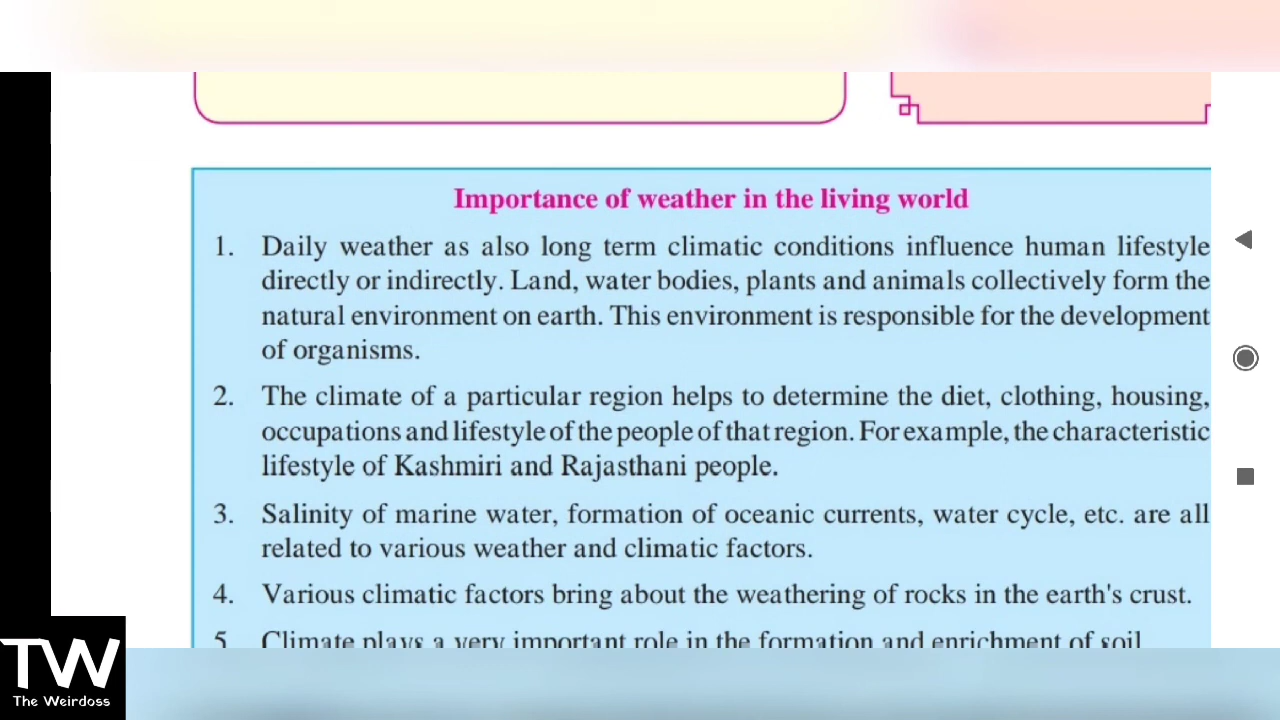 Importance of weather in the living world
1. Daily weather as also long term climatic conditions influence human lifestyle
directly or indirectly. Land, water bodies, plants and animals collectively form the
natural environment on earth. This environment is responsible for the development
of organisms.
2. The climate of a particular region helps to determine the diet, clothing, housing,
occupations and lifestyle of the people of that region. For example, the characteristic
lifestyle of Kashmiri and Rajasthani people.
3. Salinity of marine water, formation of oceanic currents, water cycle, etc. are all
related to various weather and climatic factors.
4. Various climatic factors bring about the weathering of rocks in the earth's crust.
5. Climate plays a very important role in the formation and enrichment of soil.
TW
The Weirdoss